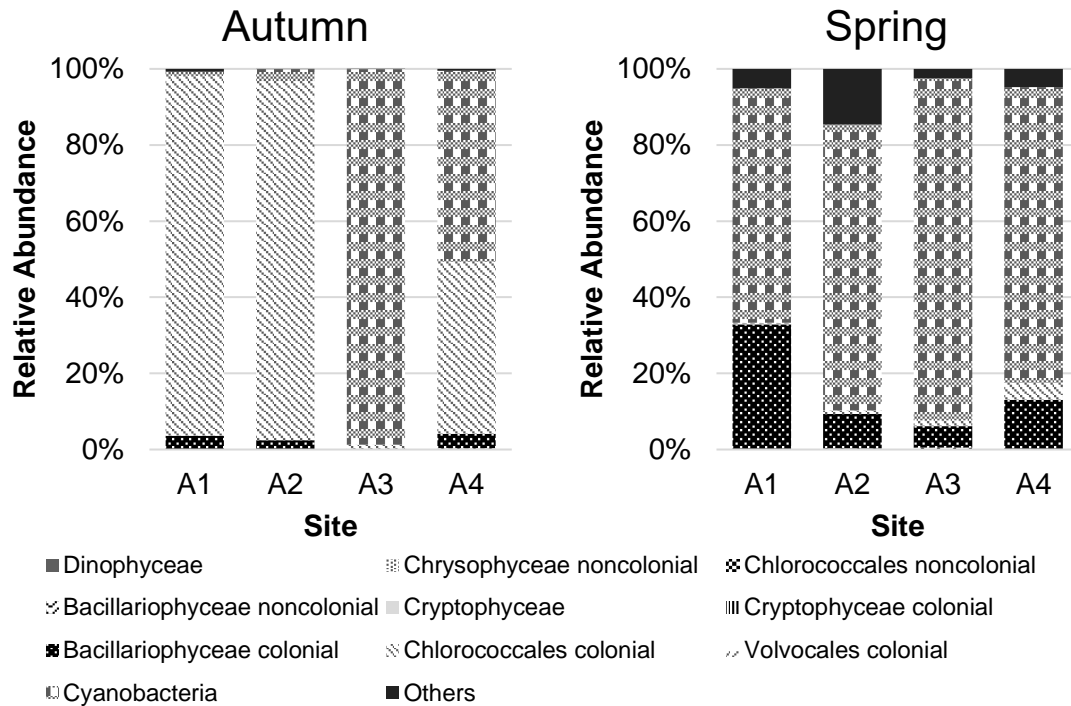 Autumn
100%
80%
60%
40%
20%
0%
Relative Abundance
A1 A2 A3 A4
Site
Spring
100%
80%
60%
40%
20%
0%
Relative Abundance
A1 A2 A3 A4
Site
Dinophyceae Chrysophyceae noncolonial Chlorococcales noncolonial
Bacillariophyceae noncolonial Cryptophyceae Cryptophyceae colonial
Bacillariophyceae colonial Chlorococcales colonial Volvocales colonial
Cyanobacteria Others